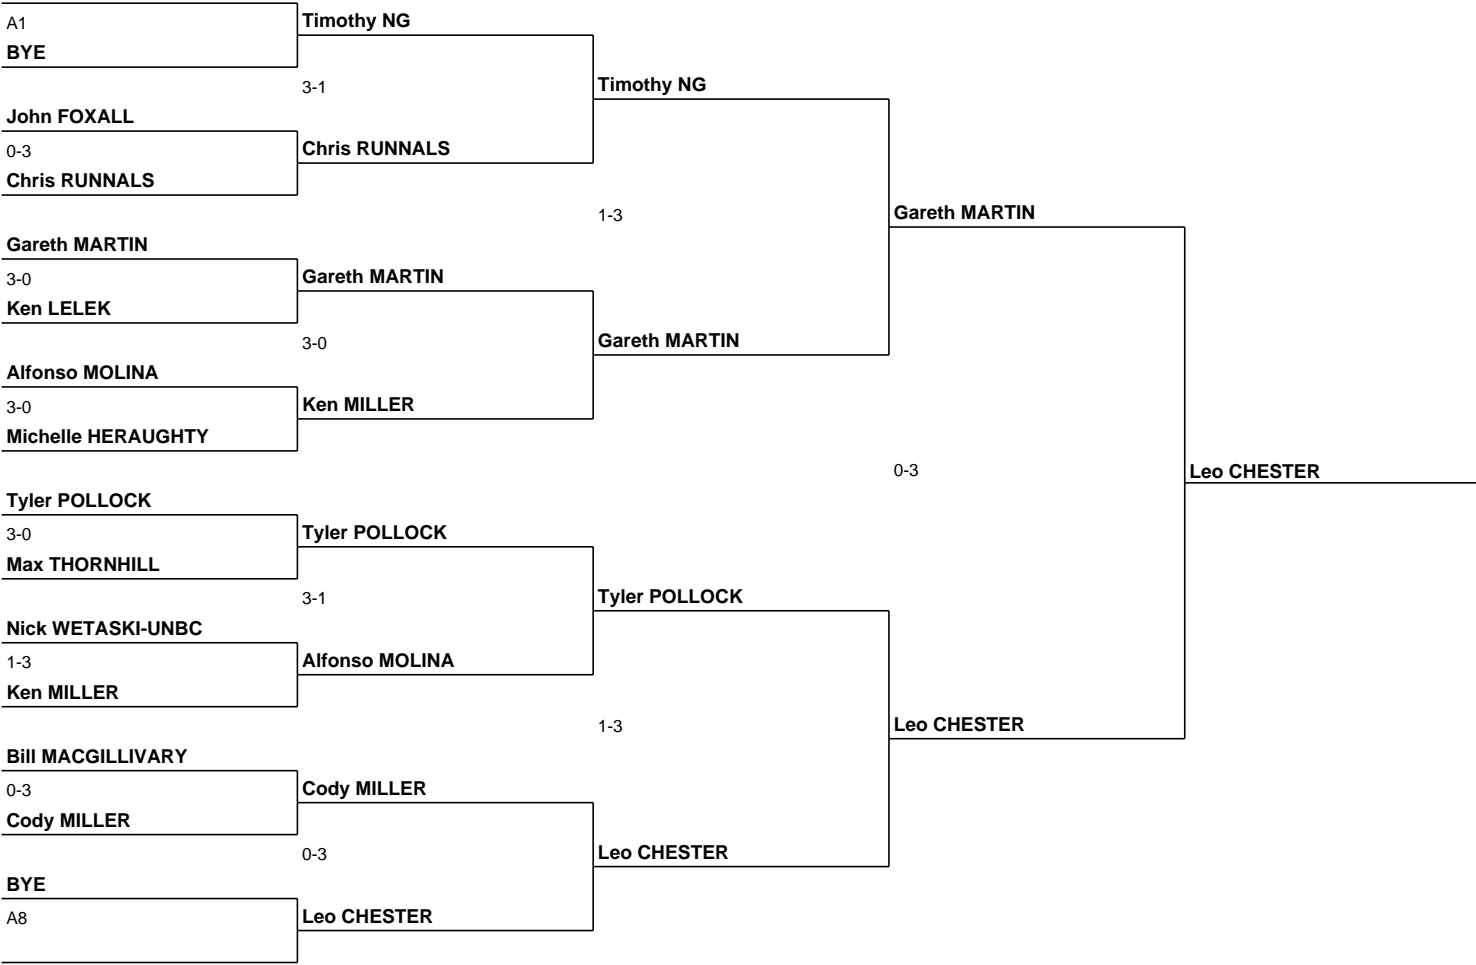 A1
BYE
John FOXALL
0-3
Chris RUNNALS
Gareth MARTIN
3-0
Ken LELEK
Alfonso MOLINA
3-0
Michelle HERAUGHTY
Tyler POLLOCK
3-0
Max THORNHILL
Nick WETASKI-UNBC
1-3
Ken MILLER
Bill MACGILLIVARY
0-3
Cody MILLER
BYE
A8
Timothy NG
3-1
Chris RUNNALS
Gareth MARTIN
3-0
Ken MILLER
Tyler POLLOCK
3-1
Alfonso MOLINA
Cody MILLER
0-3
Leo CHESTER
Timothy NG
1-3
Gareth MARTIN
Tyler POLLOCK
1-3
Leo CHESTER
Gareth MARTIN
0-3
Leo CHESTER
Leo CHESTER